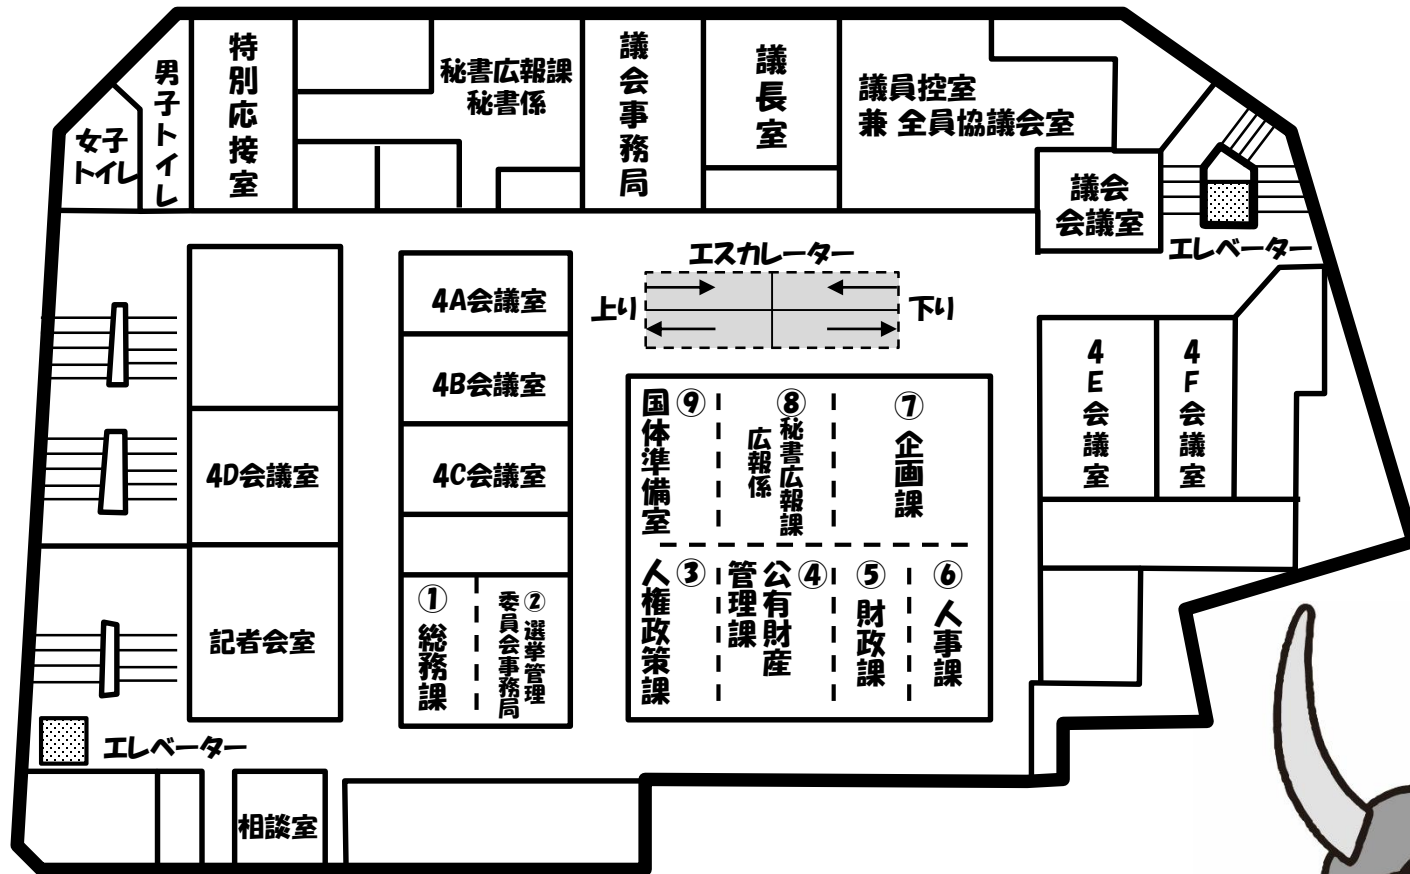 男子トイレ
女子
トイレ
特別応接室
秘書広報課
秘書係
議会事務局
議長室
議員控室
兼 全員協議会室
議会
会議室
エレベーター
エスカレーター
上り
下り
4A会議室
4B会議室
4C会議室
4D会議室
記者会室
4E会議室
4F会議室
① 総務課
② 選挙管理
委員会事務局
⑨
国体準備室
⑧
秘書広報課
広報係
⑦
企画課
③
人権政策課
④
公有財産
管理課
⑤
財政課
⑥
人事課
エレベーター
相談室